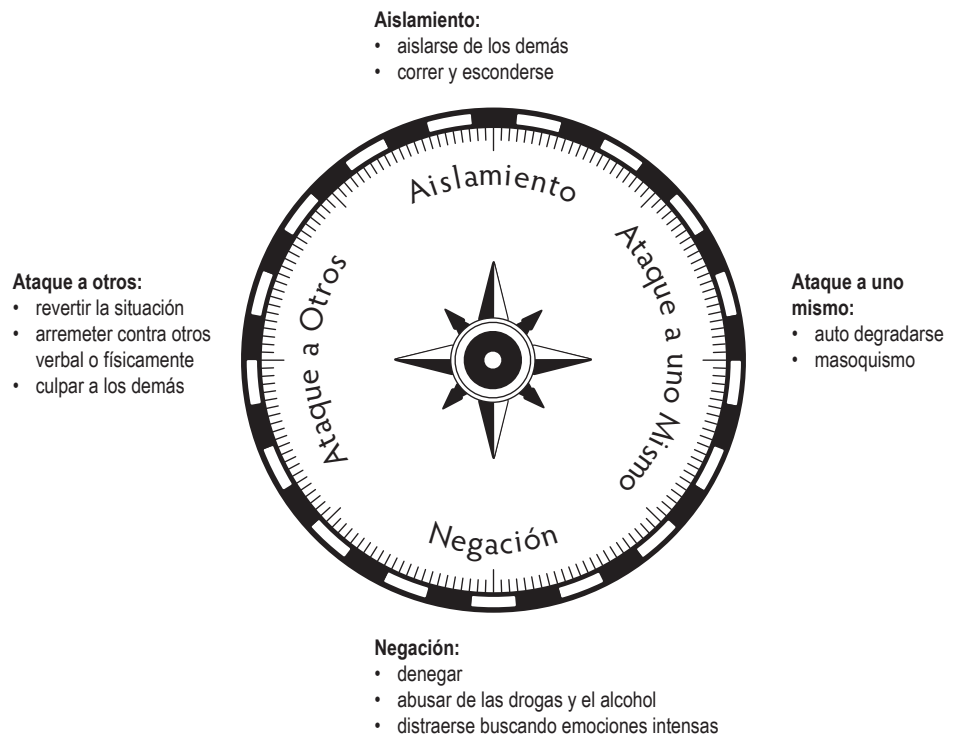 Aislamiento:
• aislarse de los demás
• correr y esconderse
Aislamiento
Ataque a Otros
Ataque a uno Mismo
Negación
Ataque a otros:
• revertir la situación
• arremeter contra otros
verbal o físicamente
• culpar a los demás
Ataque a uno
mismo:
• auto degradarse
• masoquismo
Negación:
• denegar
• abusar de las drogas y el alcohol
• distraerse buscando emociones intensas